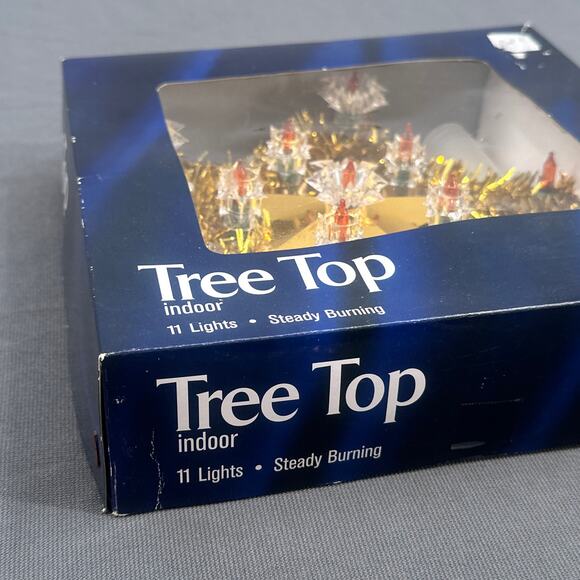 Tree Top
indoor
11 Lights • Steady Burning
Tree Top
indoor
11 Lights • Steady Burning